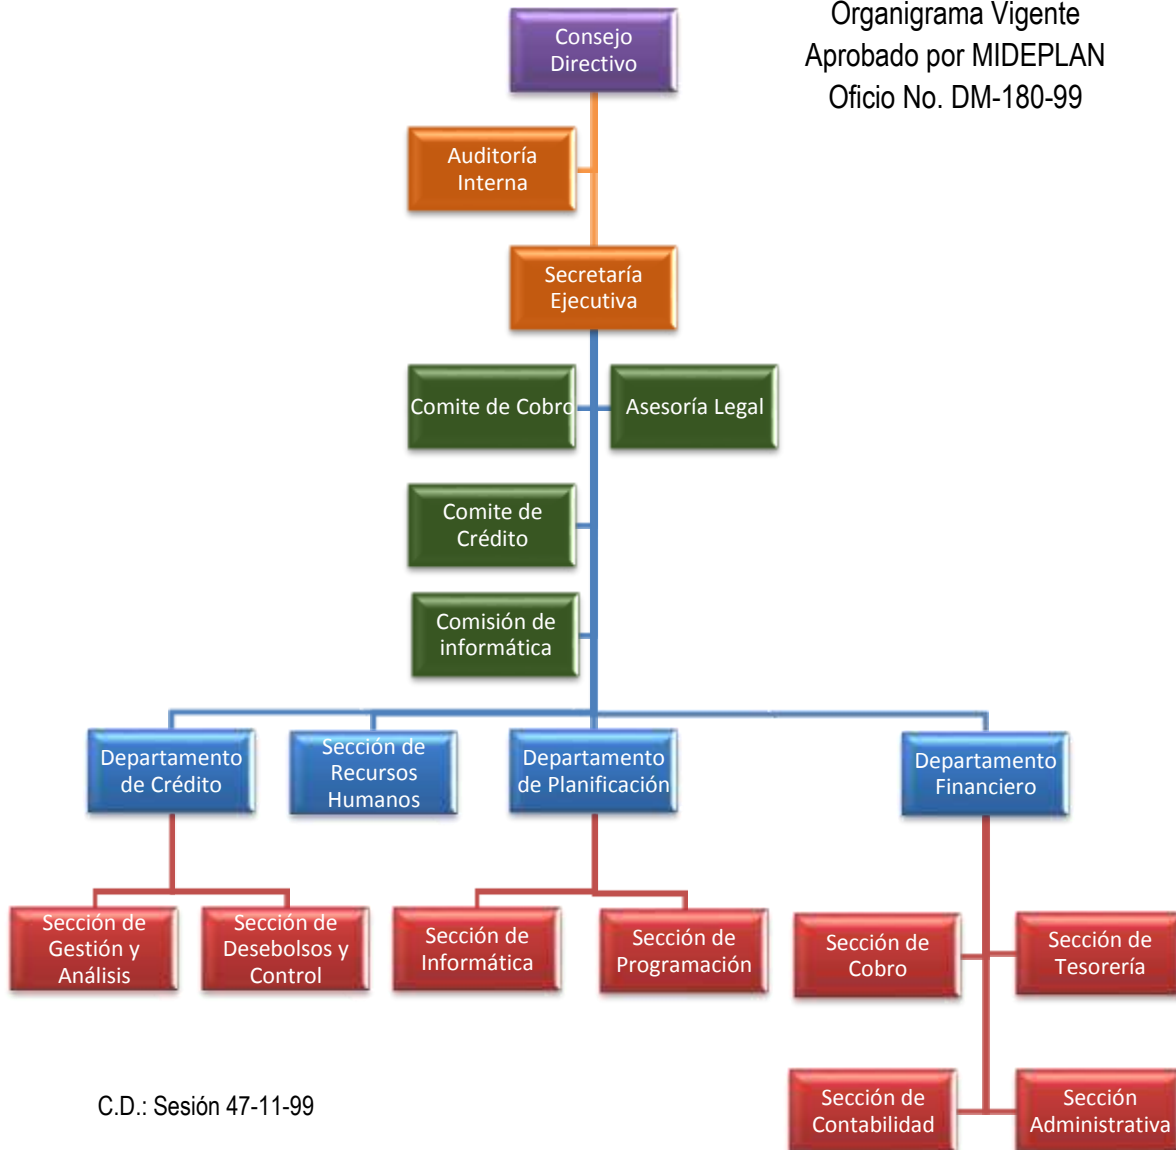 Organigrama Vigente
Aprobado por MIDEPLAN
Oficio No. DM-180-99
Consejo
Directivo
Auditoría
Interna
Secretaría
Ejecutiva
Comite de Cobro
Asesoría Legal
Comite de
Crédito
Comisión de
informática
Departamento
de Crédito
Sección de
Recursos
Humanos
Departamento
de Planificación
Departamento
Financiero
Sección de
Gestión y
Análisis
Sección de
Desebolsos y
Control
Sección de
Informática
Sección de
Programación
Sección de
Cobro
Sección de
Tesorería
Sección de
Contabilidad
Sección
Administrativa
C.D.: Sesión 47-11-99